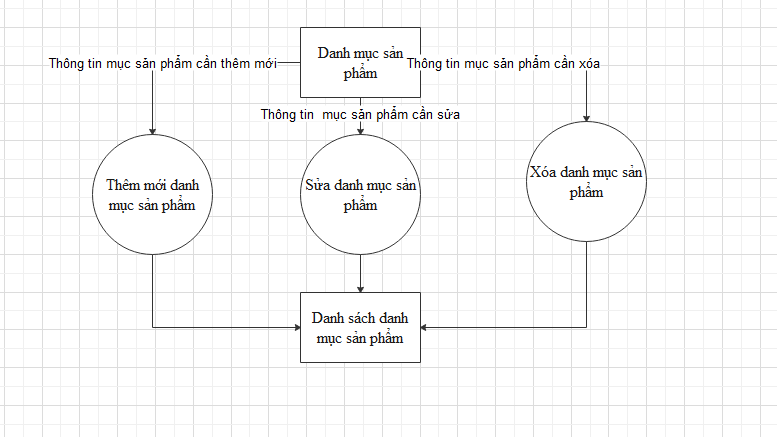 Danh mục sản
phẩm
Thông tin mục sản phẩm cần thêm mới
Thông tin mục sản phẩm cần xóa
Thông tin  mục sản phẩm cần sửa
Thêm mới danh
mục sản phẩm
Sửa danh mục sản
phẩm
Xóa danh mục sản
phẩm
Danh sách danh
mục sản phẩm